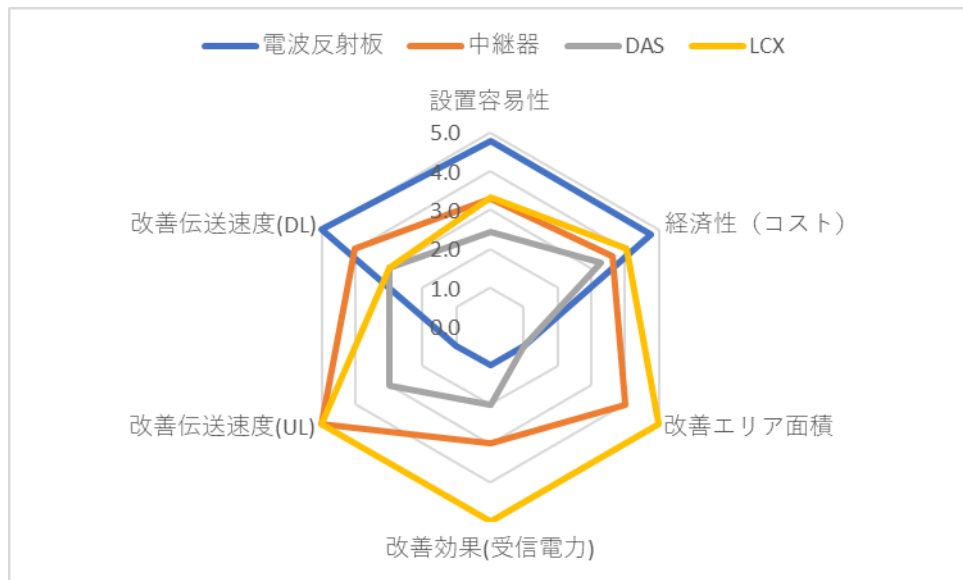 電波反射板 中継器 DAS LCX
設置容易性
5.0
4.0
3.0
2.0
1.0
0.0
経済性（コスト）
改善エリア面積
改善効果(受信電力)
改善伝送速度(UL)
改善伝送速度(DL)